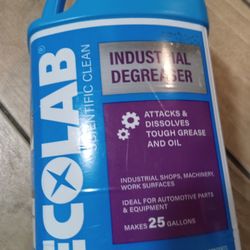 ECOLAB®
SCIENTIFIC CLEAN
INDUSTRIAL
DEGREASER
ATTACKS &
DISSOLVES
TOUGH GREASE
AND OIL
INDUSTRIAL SHOPS, MACHINERY,
WORK SURFACES
IDEAL FOR AUTOMOTIVE PARTS
& EQUIPMENT
MAKES 25 GALLONS